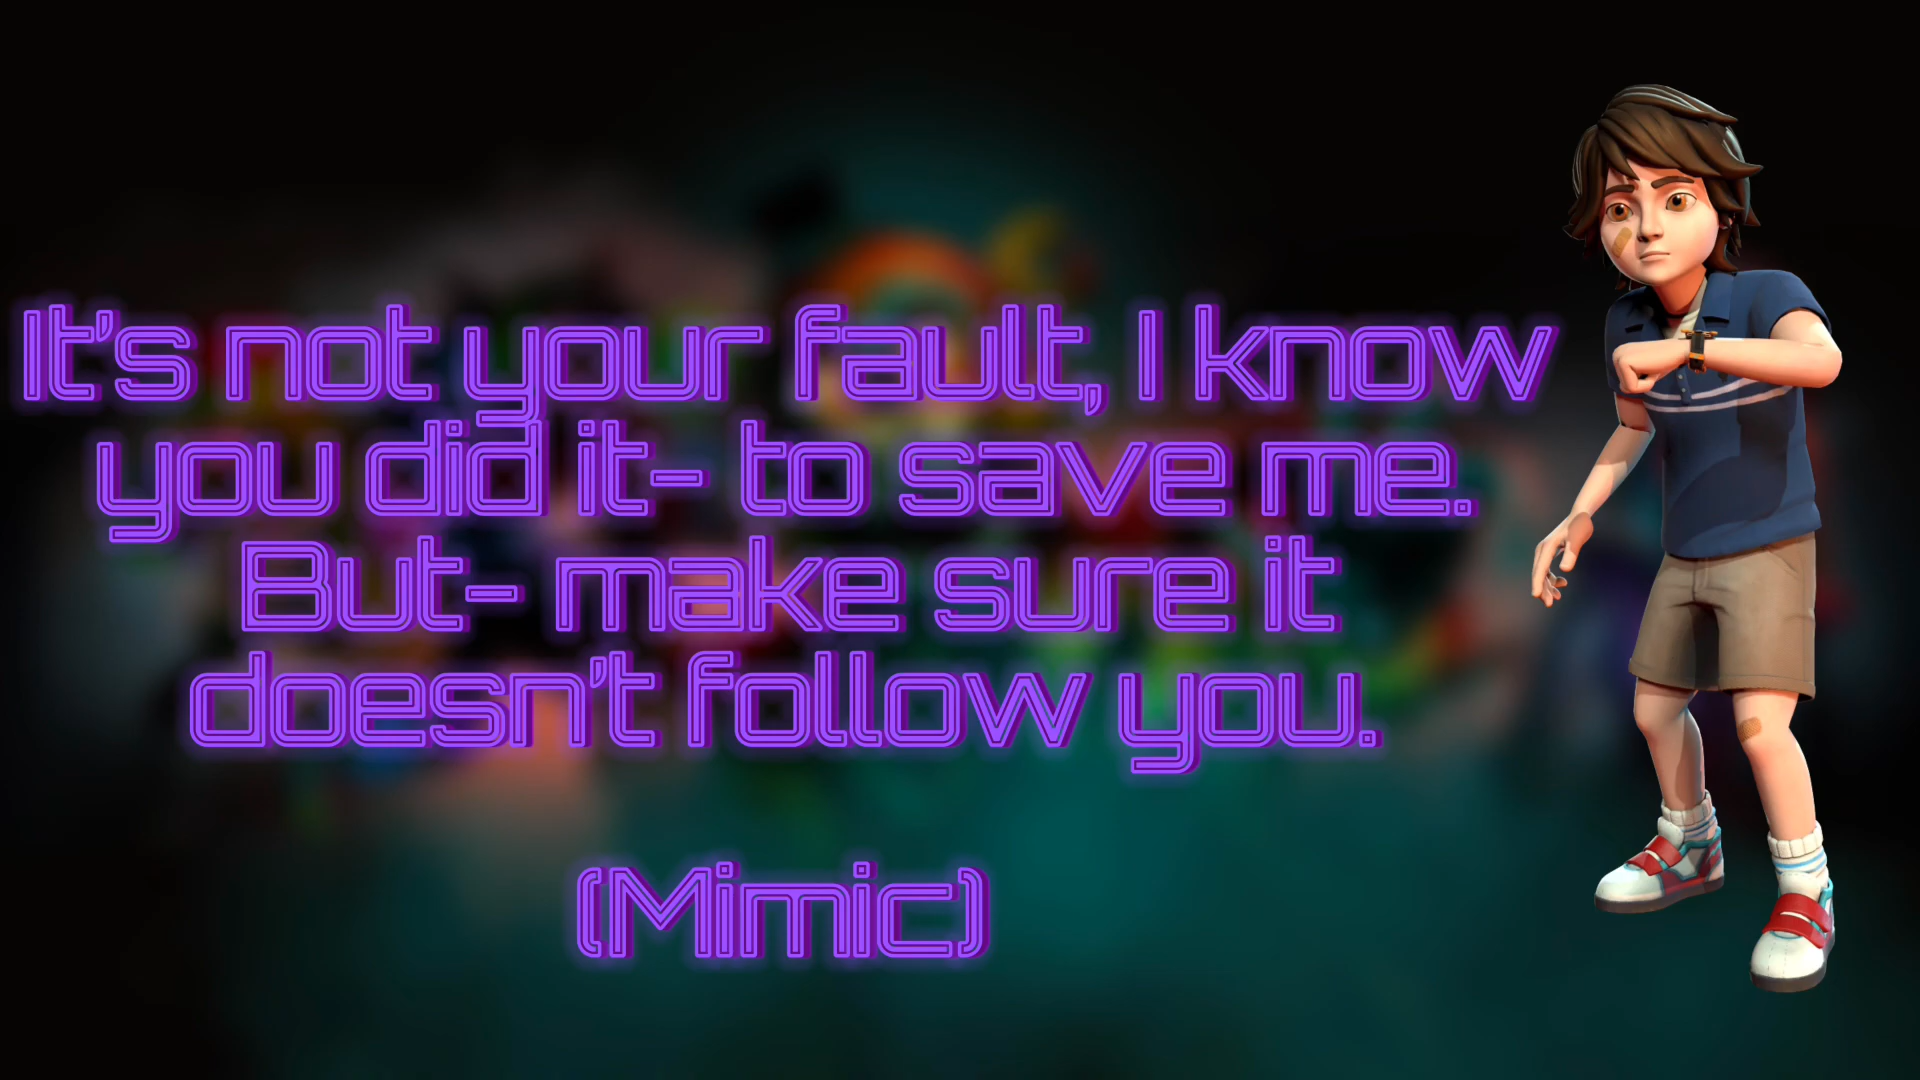 It's not your fault, I know
you did it- to save me.
But- make sure it
doesn't follow you.
(Mimic)